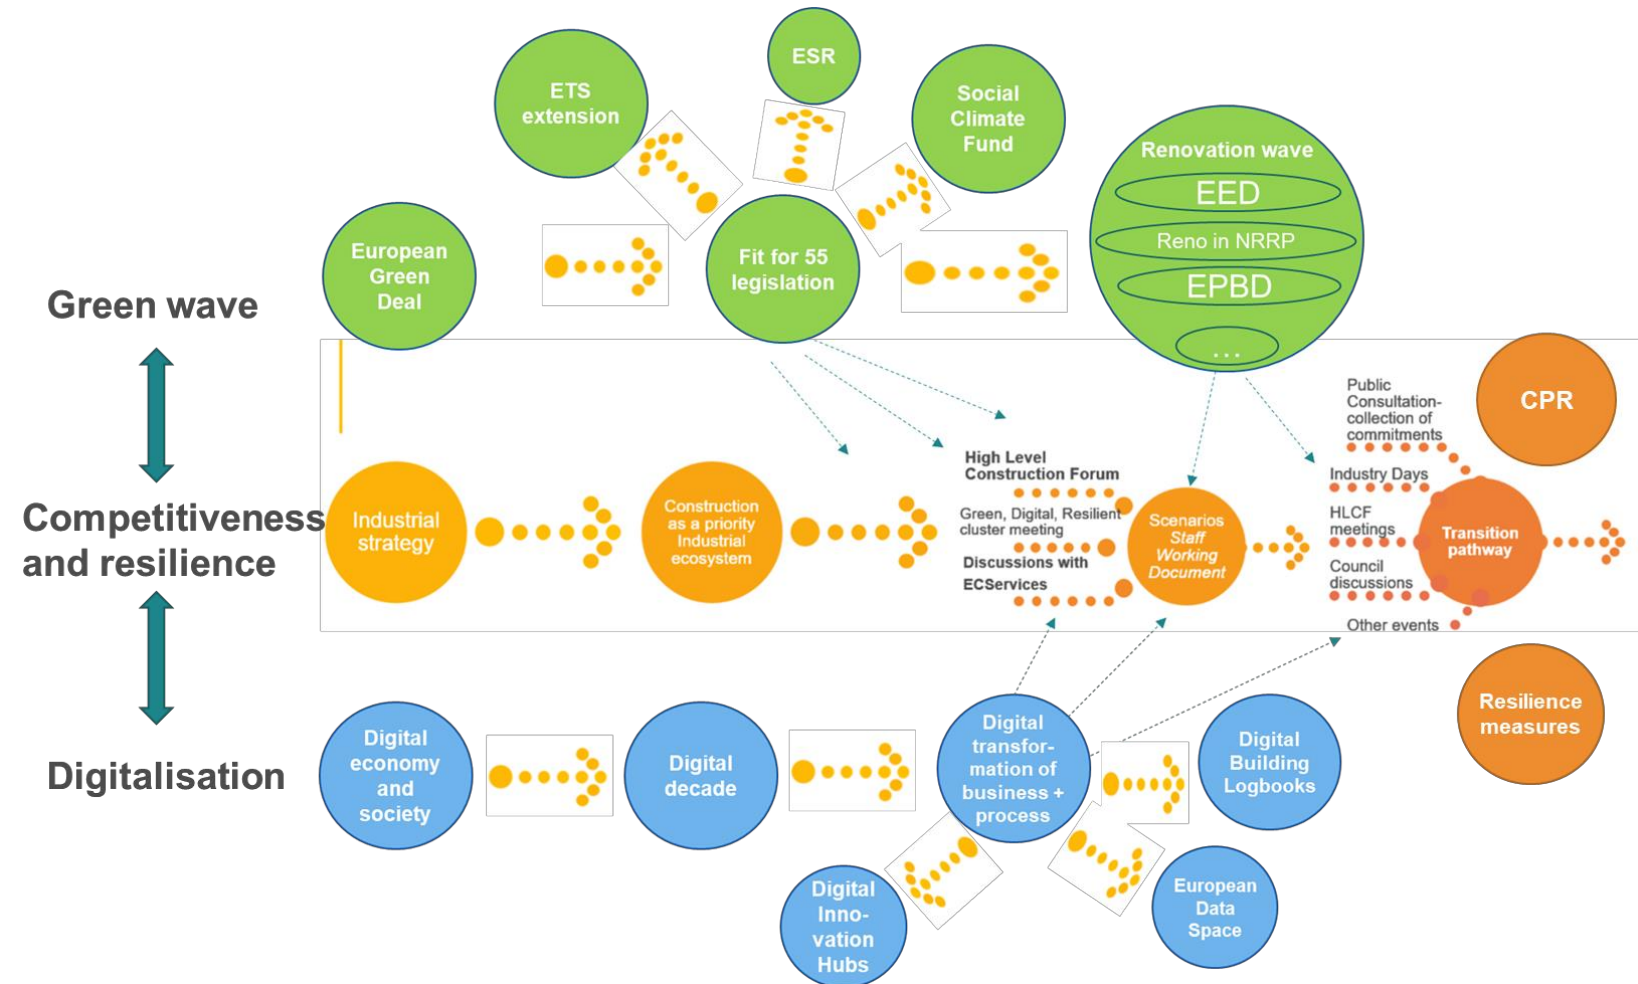 ESR
ETS
extension
Social
Climate
Fund
Renovation wave
EED
Reno in NRRP
EPBD
...
European
Green
Deal
Fit for 55
legislation
Green wave
CPR
Public
Consultation-
collection of
commitments
High Level
Construction Forum
Industry Days
Competitiveness
and resilience
Industrial
strategy
Construction
as a priority
Industrial
ecosystem
Green, Digital, Resilient
cluster meeting
Discussions with
ECServices
Scenarios
Staff
Working
Document
HLCF
meetings
Transition
pathway
Council
discussions
Other events
Resilience
measures
Digitalisation
Digital
economy
and
society
Digital
decade
Digital
transfor-
mation of
business +
process
Digital
Building
Logbooks
Digital
Inno-
vation
Hubs
European
Data
Space